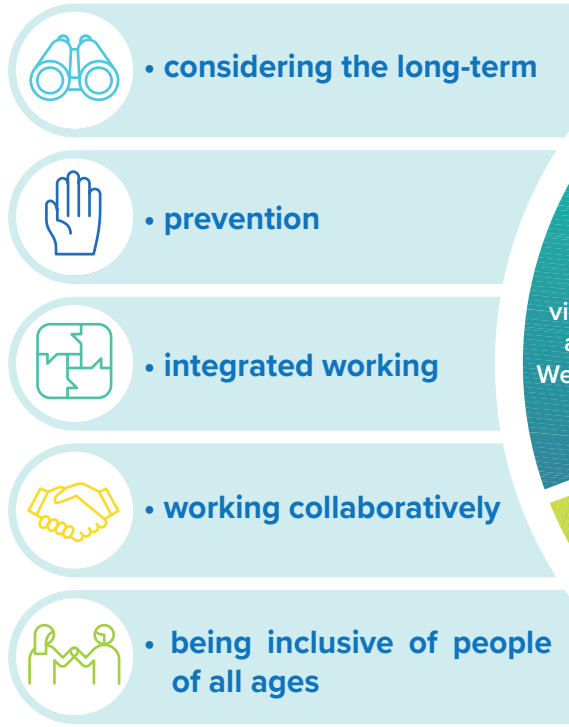 • considering the long-term
• prevention
• integrated working
• working collaboratively
• being inclusive of people
of all ages